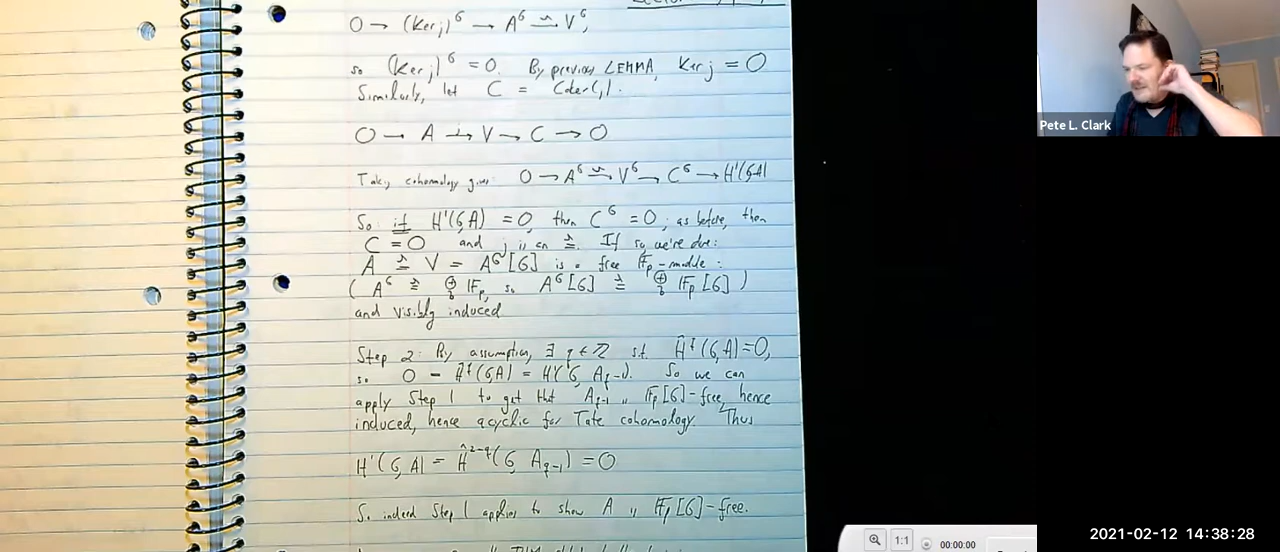 0 → (Ker j)^G → A^G ≅ V^G,
so (Ker j)^G = 0. By previous LEMMA, Ker j = 0
Similarly, let C = Coker(j).
0 → A →^j V → C → 0
Taking cohomology gives 0 → A^G ≅ V^G → C^G → H^1(G,A)
So if H^1(G,A) = 0, then C^G = 0; as before, then
C = 0 and j is an ≅. If so, we're done:
A ≅ V = A^G[G] is a free F_p-module:
( A^G ≅ ⊕ F_p, so A^G[G] ≅ ⊕ F_p[G] )
and visibly induced
Step 2: By assumption, ∃ q ∈ Z st. Ĥ^q(G,A)=0,
so 0 = Ĥ^q(G,A) = H^1(G, A_{q-1}). So we can
apply Step 1 to get that A_{q-1} is F_p[G]-free, hence
induced, hence acyclic for Tate cohomology. Thus
H^1(G,A) = Ĥ^{2-q}(G, A_{q-1}) = 0
So indeed Step 1 applies to show A is F_p[G]-free.
Pete L. Clark
1:1
00:00:00
2021-02-12 14:38:28